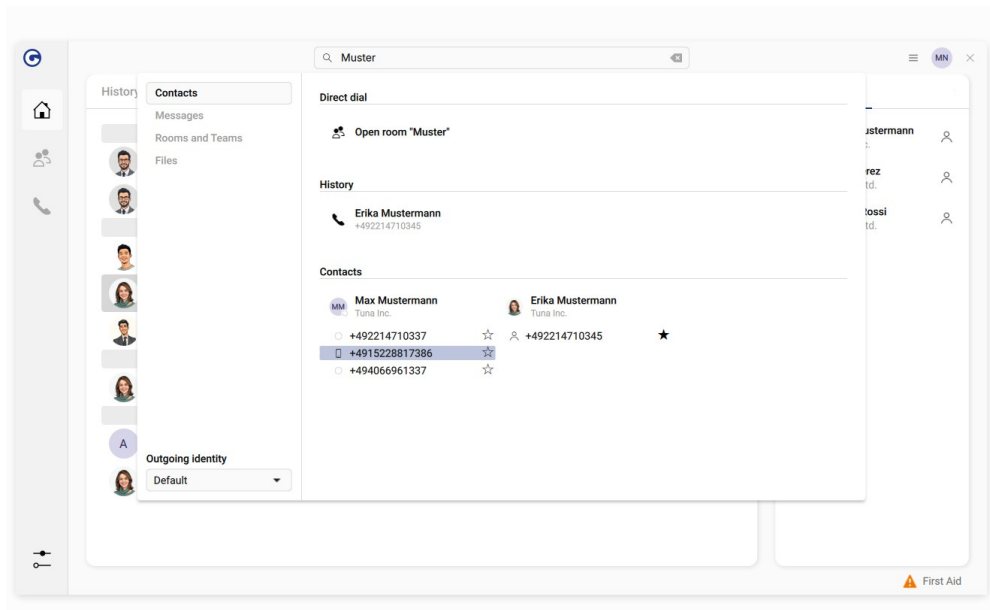 Muster
MN
History
Contacts
Messages
Rooms and Teams
Files
Direct dial
Open room "Muster"
History
Erika Mustermann
+492214710345
Contacts
MM
Max Mustermann
Tuna Inc.
Erika Mustermann
Tuna Inc.
+492214710337
+492214710345
+4915228817386
+494066961337
A
Outgoing identity
Default
ustermann
rez
td.
ossi
td.
First Aid